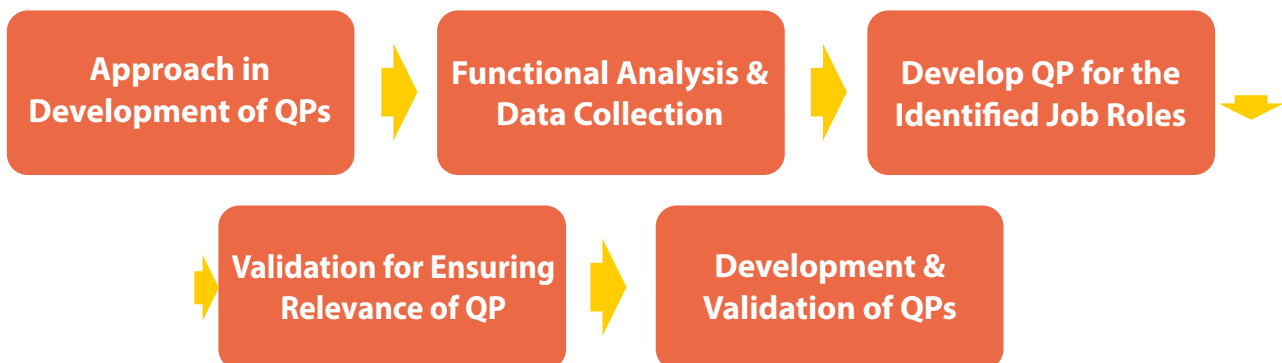 Approach in
Development of QPs
Functional Analysis &
Data Collection
Develop QP for the
Identified Job Roles
Validation for Ensuring
Relevance of QP
Development &
Validation of QPs